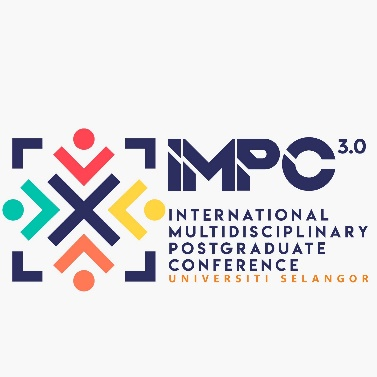 IMPC 3.0
INTERNATIONAL
MULTIDISCIPLINARY
POSTGRADUATE
CONFERENCE
UNIVERSITI SELANGOR